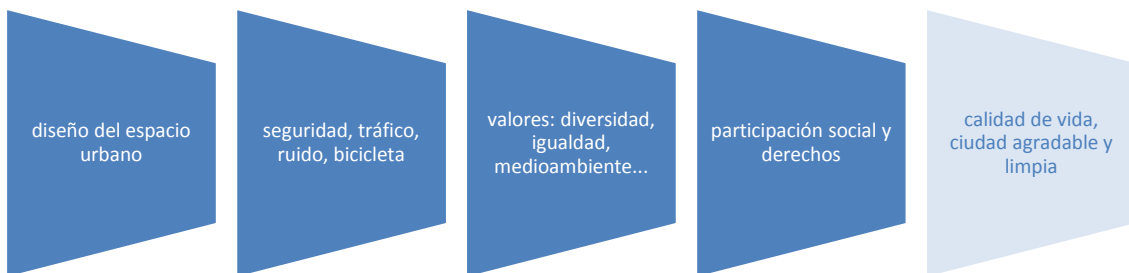 diseño del espacio
urbano
seguridad, tráfico,
ruido, bicicleta
valores: diversidad,
igualdad,
medioambiente...
participación social y
derechos
calidad de vida,
ciudad agradable y
limpia